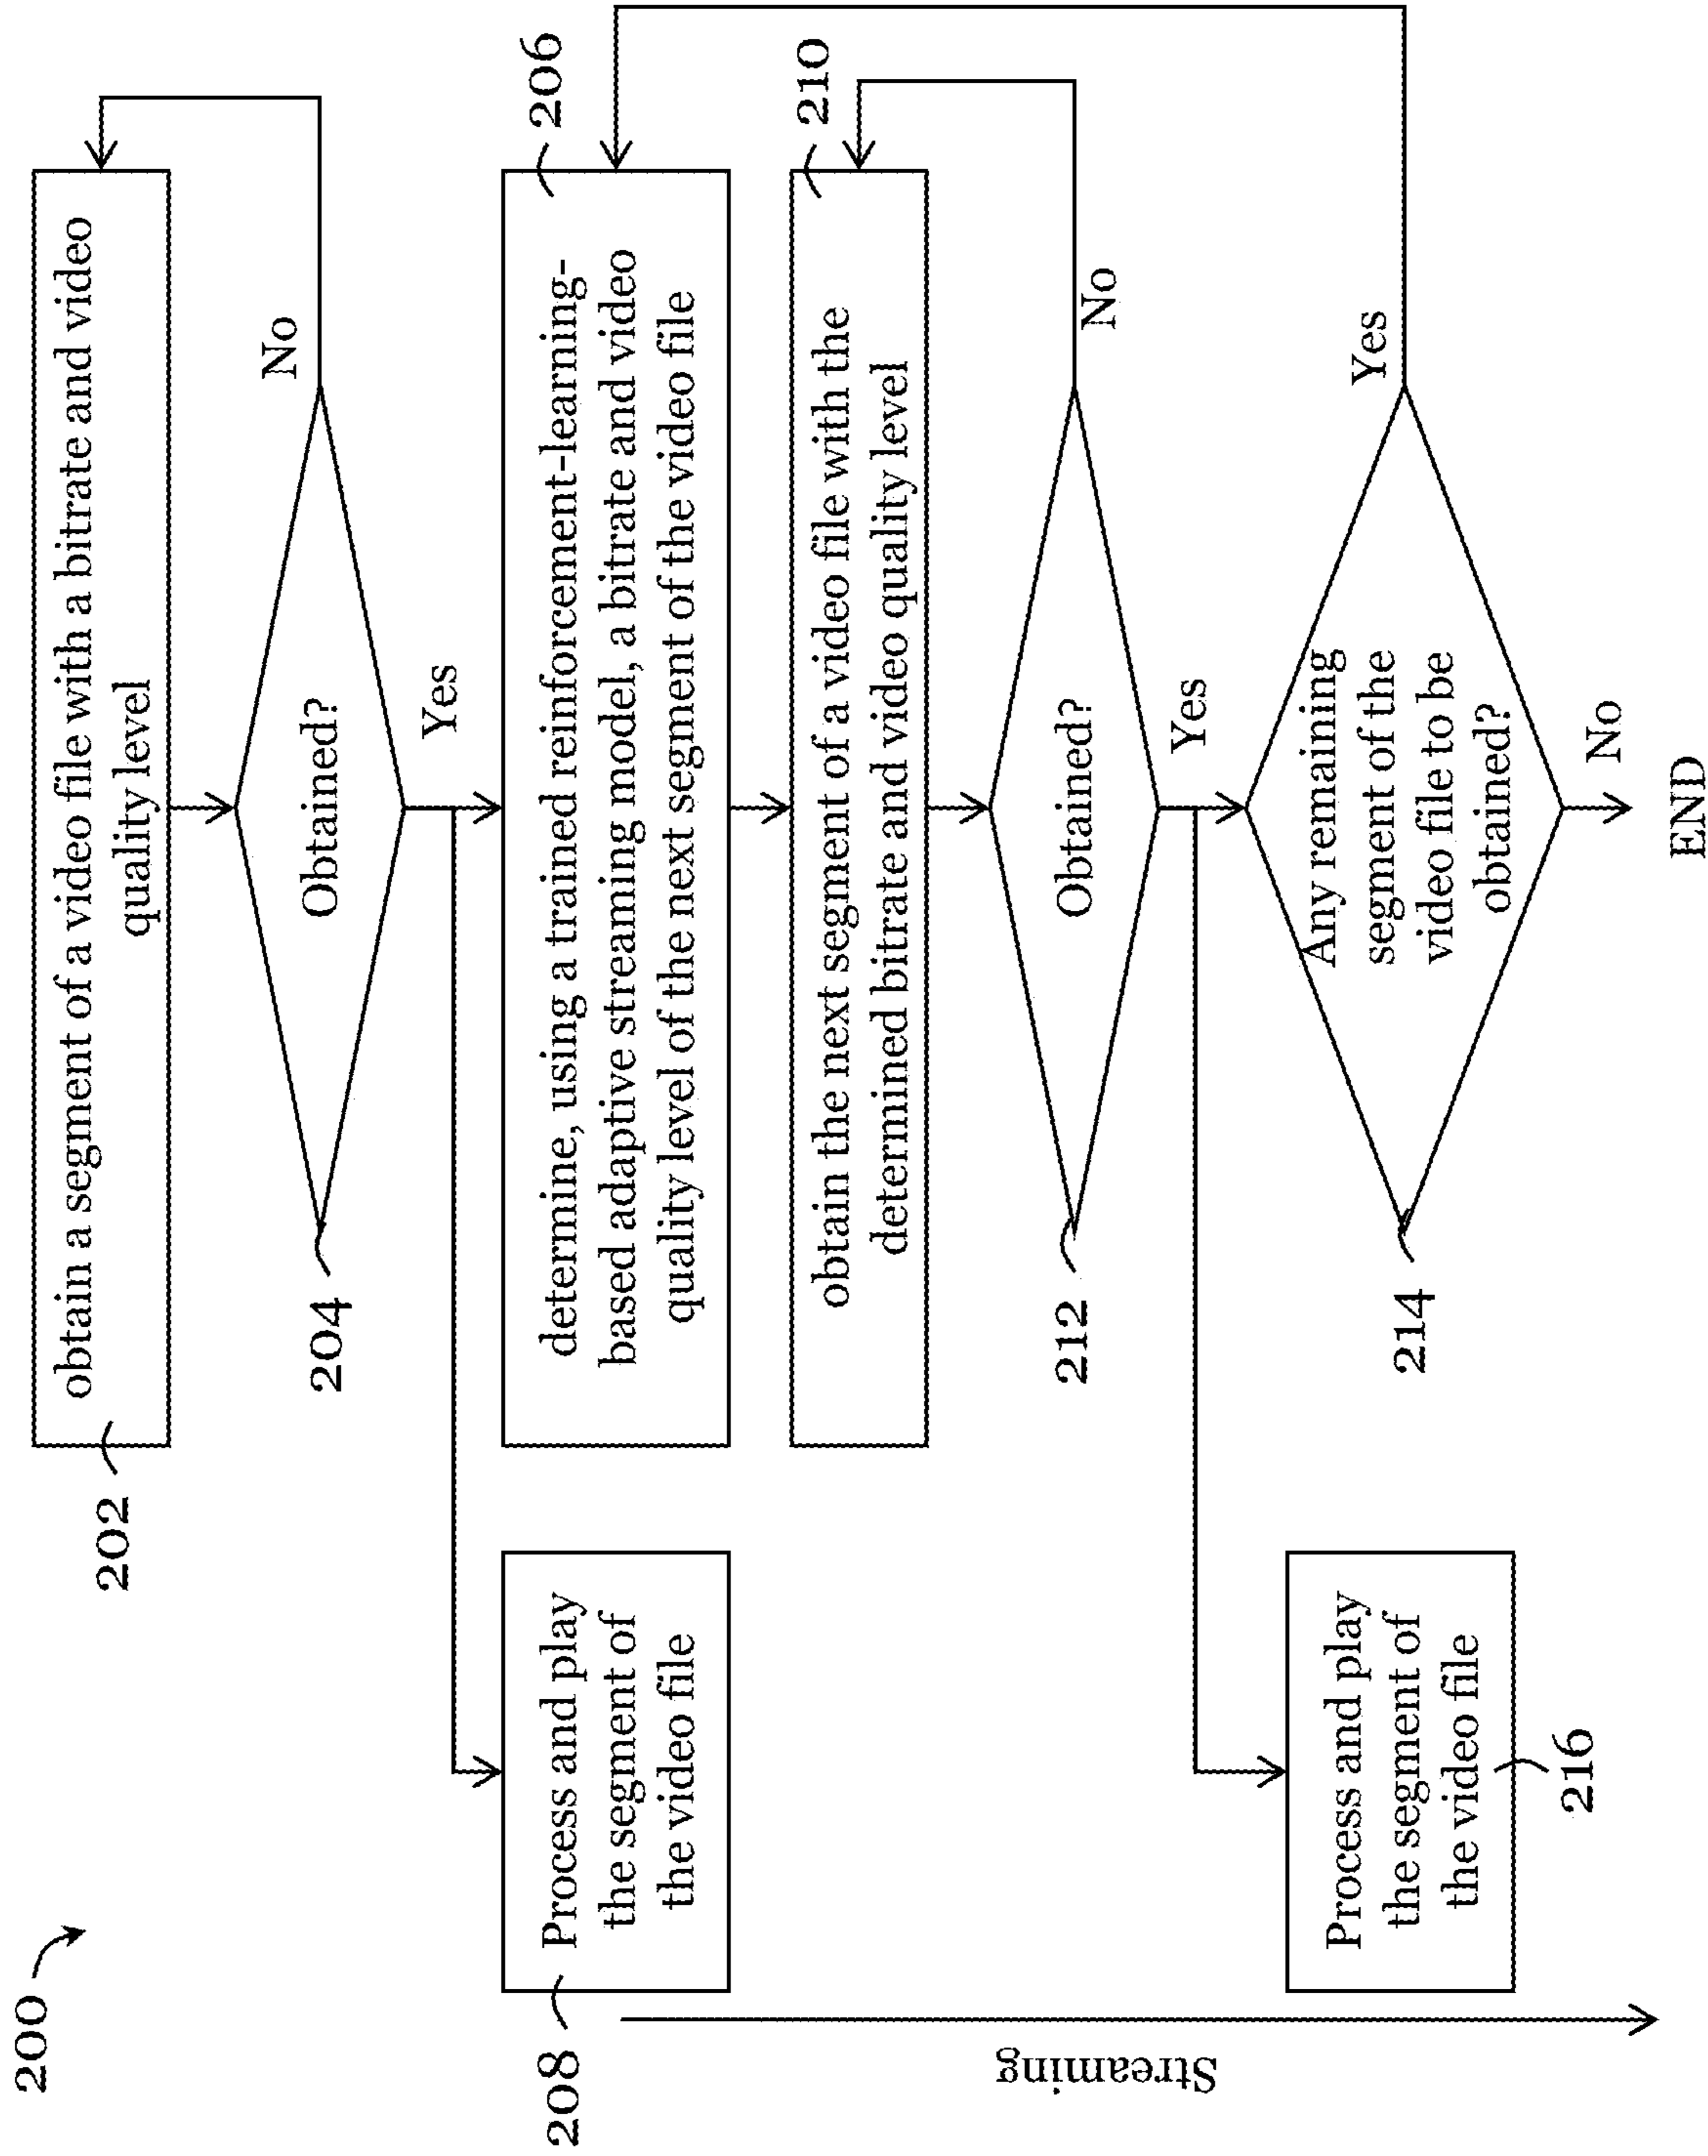 200
202
obtain a segment of a video file with a bitrate and video
quality level
204
Obtained?
No
Yes
208
Process and play
the segment of
the video file
206
determine, using a trained reinforcement-learning-
based adaptive streaming model, a bitrate and video
quality level of the next segment of the video file
210
obtain the next segment of a video file with the
determined bitrate and video quality level
212
Obtained?
No
Yes
Streaming
216
Process and play
the segment of
the video file
214
Any remaining
segment of the
video file to be
obtained?
Yes
No
END